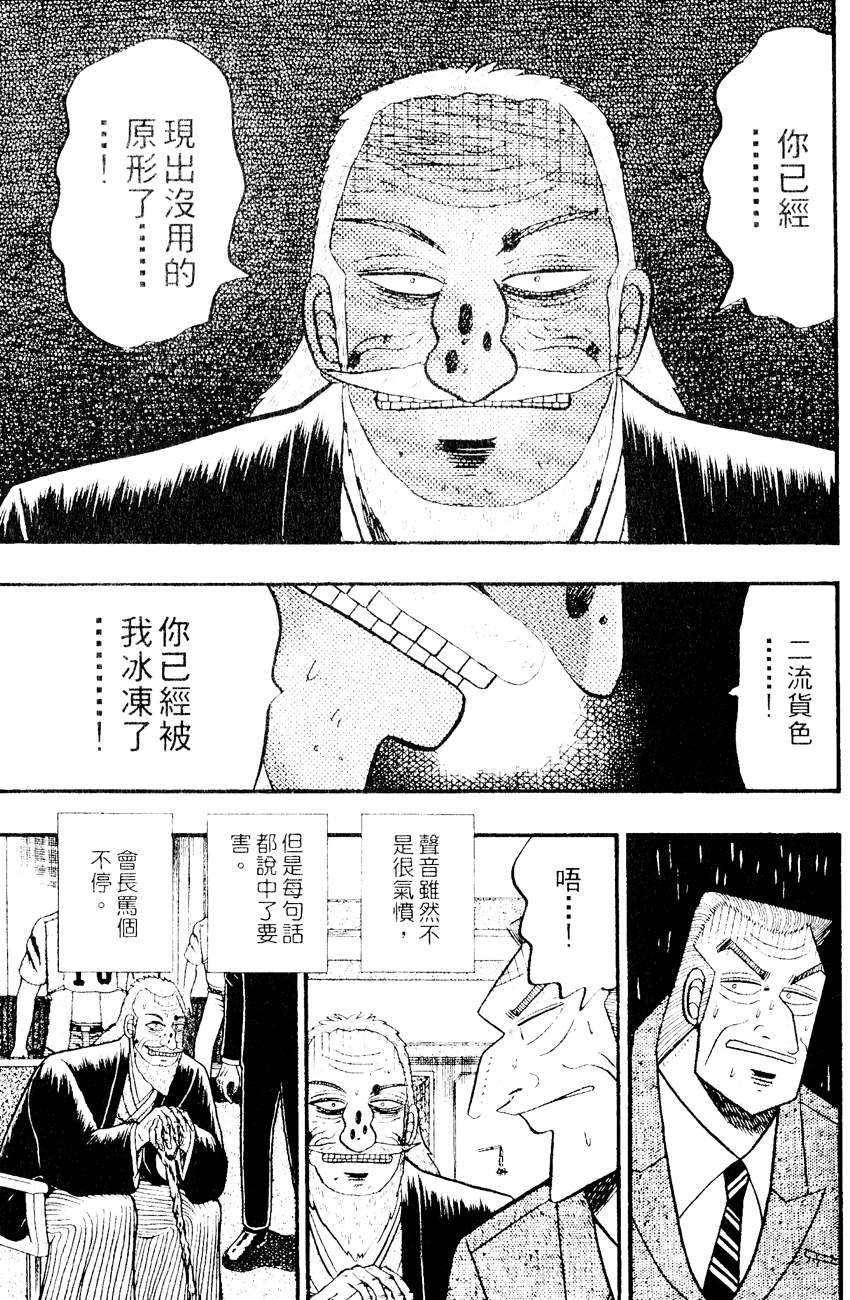 你已經
………
現出沒用的
原形了………
…！
二流貨色
……！
你已經被
我冰凍了
………！
唔…！
聲音雖然不
是很氣憤，
但是每句話
都說中了要
害。
會長罵個
不停。
10